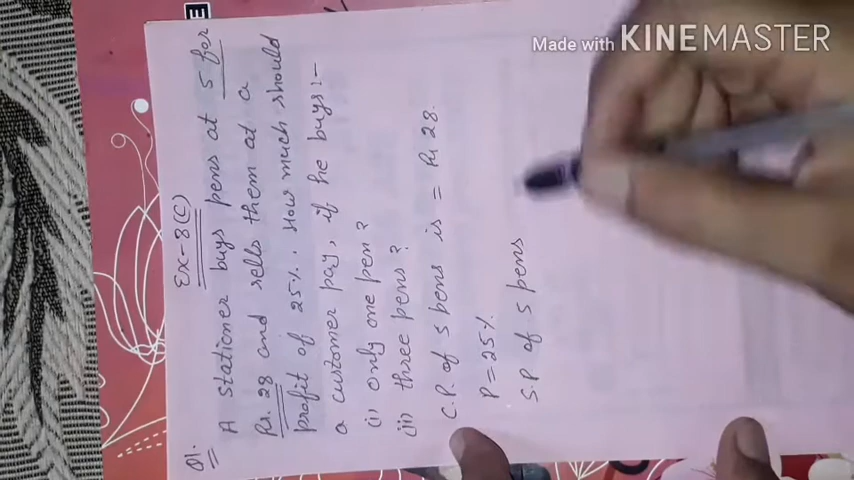 Ex-8(C)
Q1.
A stationer buys pens at 5 for
Rs. 28 and sells them at a
profit of 25%. How much should
a customer pay, if he buys:-
(i) only one pen?
(ii) three pens?
C.P. of 5 pens is = Rs 28.
P = 25%
S.P of 5 pens
E
Made with KINEMASTER